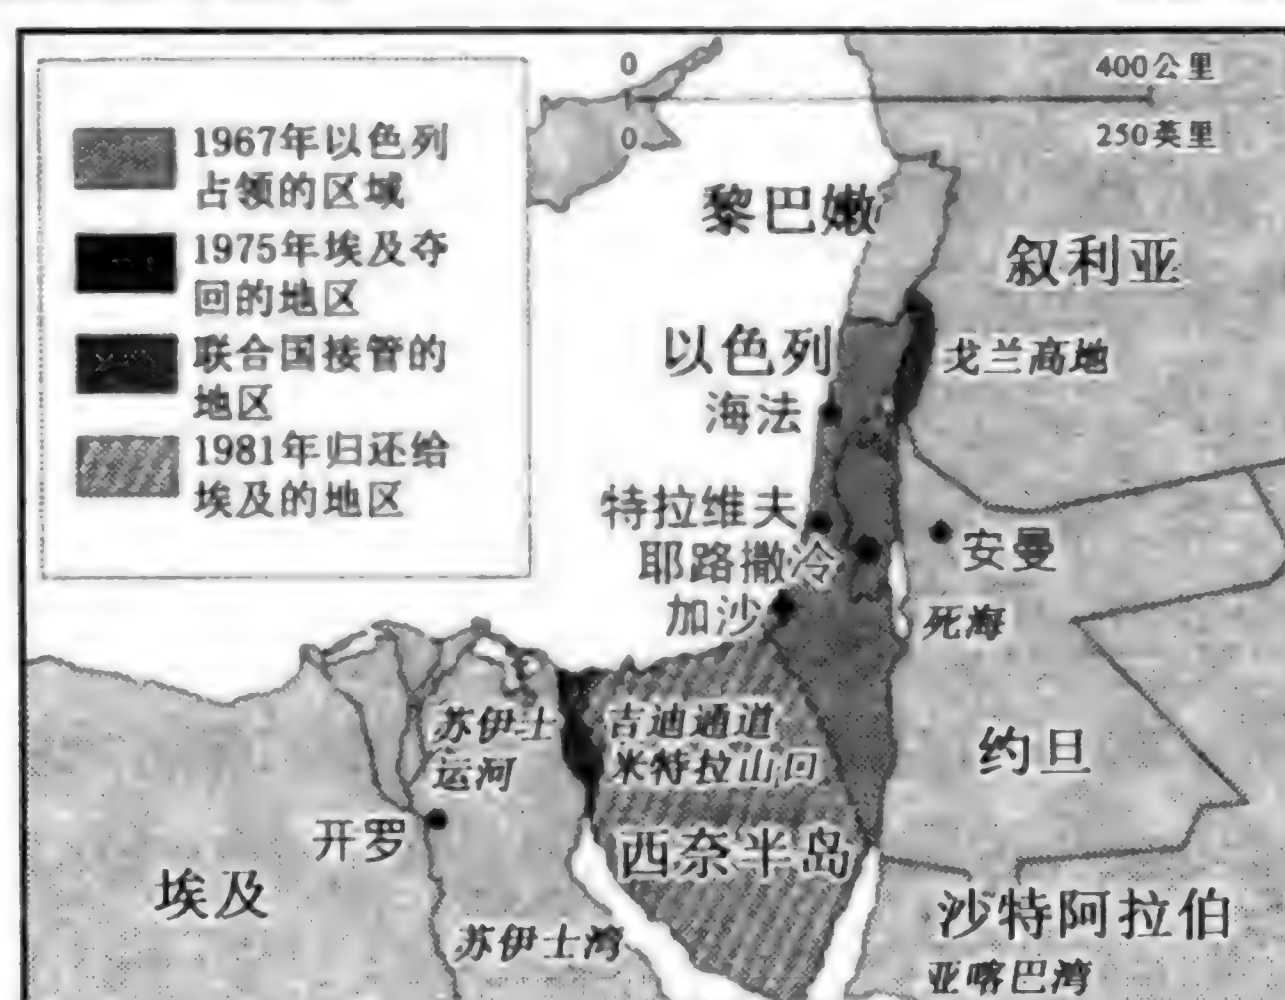 1967年以色列
占领的区域
1975年埃及夺
回的地区
联合国接管的
地区
1981年归还给
埃及的地区
0
400公里
0
250英里
黎巴嫩
叙利亚
以色列
戈兰高地
海法
特拉维夫
耶路撒冷
安曼
加沙
死海
苏伊士
运河
吉迪通道
米特拉山口
约旦
开罗
西奈半岛
埃及
苏伊士湾
沙特阿拉伯
亚喀巴湾